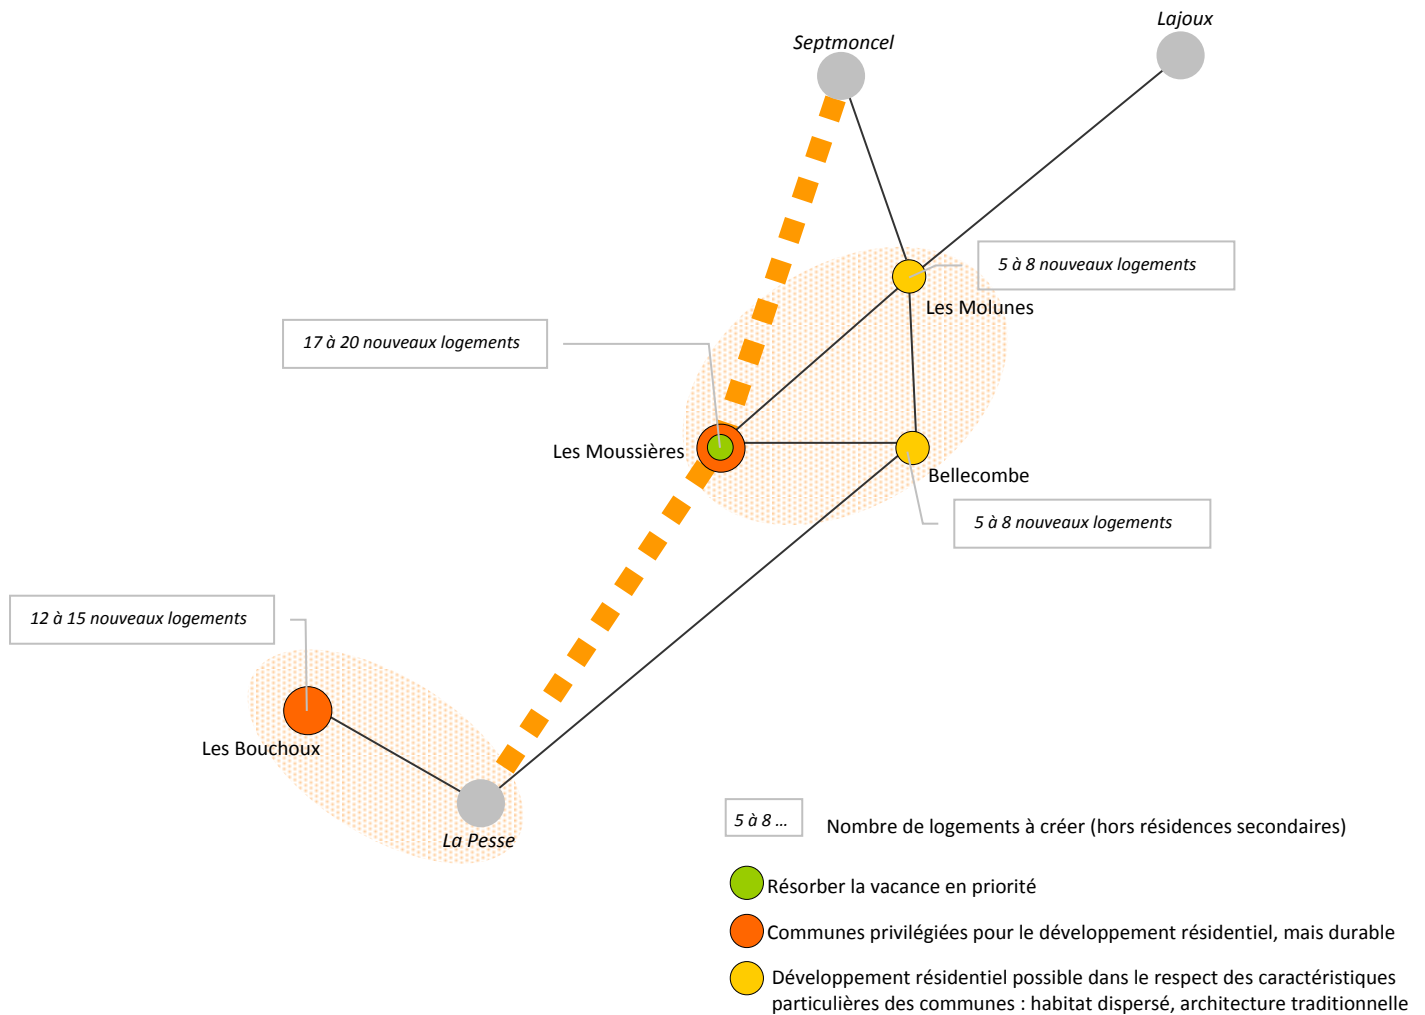 Lajoux
Septmoncel
5 à 8 nouveaux logements
Les Molunes
17 à 20 nouveaux logements
Les Moussières
Bellecombe
5 à 8 nouveaux logements
12 à 15 nouveaux logements
Les Bouchoux
La Pesse
5 à 8 ...
Nombre de logements à créer (hors résidences secondaires)
Résorber la vacance en priorité
Communes privilégiées pour le développement résidentiel, mais durable
Développement résidentiel possible dans le respect des caractéristiques
particulières des communes : habitat dispersé, architecture traditionnelle